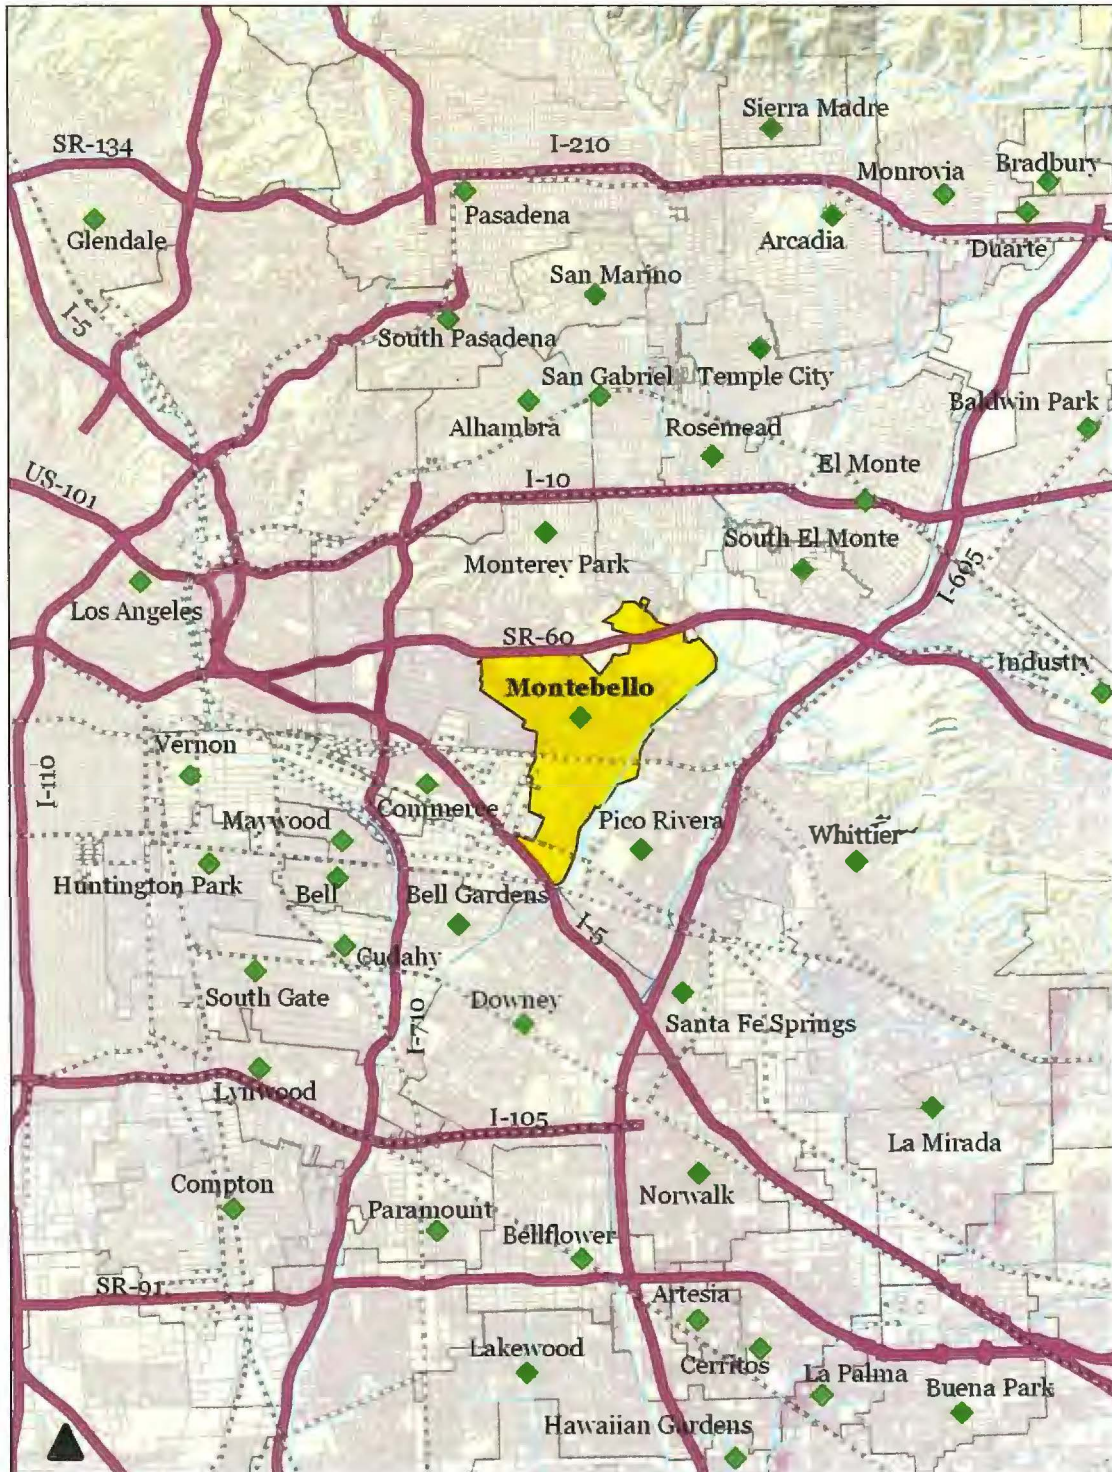 Sierra Madre
SR-134
I-210
Monrovia
Bradbury
Pasadena
Glendale
Arcadia
Duarte
San Marino
I-5
South Pasadena
San Gabriel
Temple City
Baldwin Park
Alhambra
Rosemead
El Monte
US-101
I-10
South El Monte
Monterey Park
I-605
Los Angeles
SR-60
Industry
Montebello
Vernon
I-110
Commerce
Maywood
Pico Rivera
Whittier
Huntington Park
Bell
Bell Gardens
I-5
Cudahy
South Gate
Downey
I-710
Santa Fe Springs
Lynwood
I-105
La Mirada
Compton
Norwalk
Paramount
Bellflower
SR-91
Artesia
Lakewood
Cerritos
La Palma
Buena Park
Hawaiian Gardens